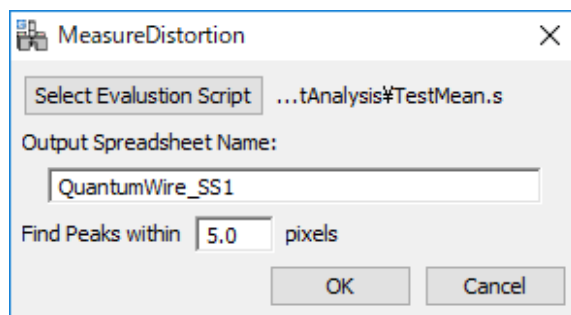 MeasureDistortion
Select Evalustion Script ...tAnalysis¥TestMean.s
Output Spreadsheet Name:
QuantumWire_SS1
Find Peaks within 5.0 pixels
OK Cancel